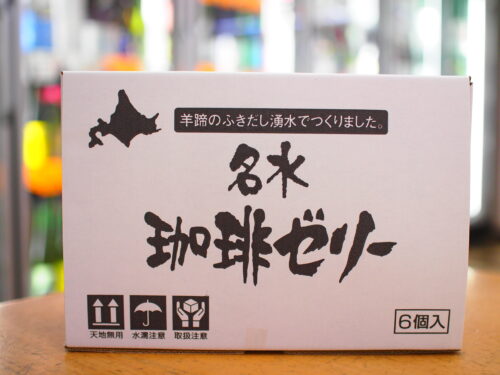 羊蹄のふきだし湧水でつくりました。
名水
珈琲ゼリー
天地無用 水濡注意 取扱注意
6個入